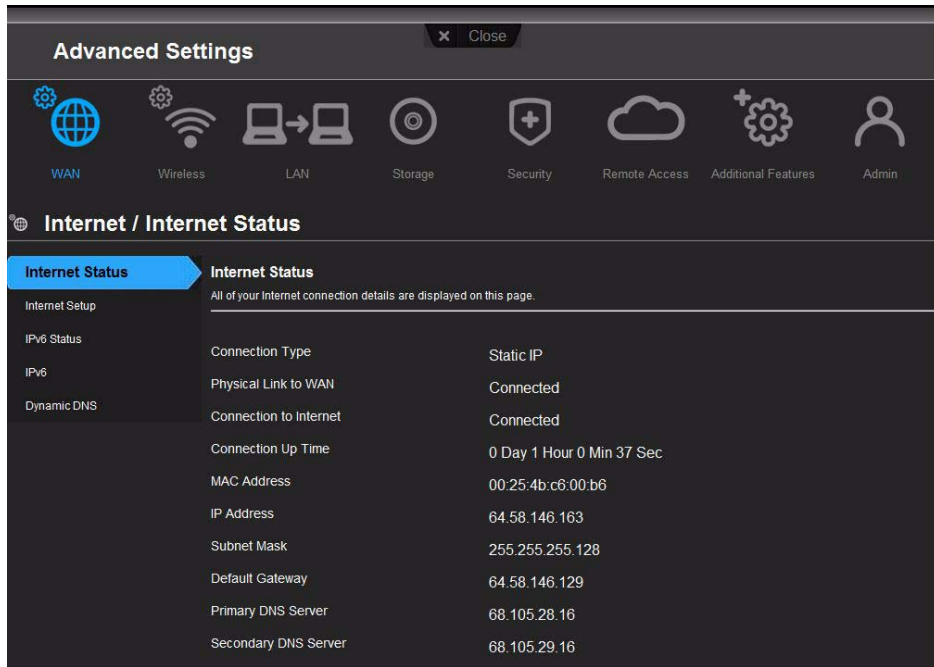 ✕ Close
Advanced Settings
WAN Wireless LAN Storage Security Remote Access Additional Features Admin
Internet / Internet Status
Internet Status
Internet Setup
IPv6 Status
IPv6
Dynamic DNS
Internet Status
All of your Internet connection details are displayed on this page.
Connection Type Static IP
Physical Link to WAN Connected
Connection to Internet Connected
Connection Up Time 0 Day 1 Hour 0 Min 37 Sec
MAC Address 00:25:4b:c6:00:b6
IP Address 64.58.146.163
Subnet Mask 255.255.255.128
Default Gateway 64.58.146.129
Primary DNS Server 68.105.28.16
Secondary DNS Server 68.105.29.16